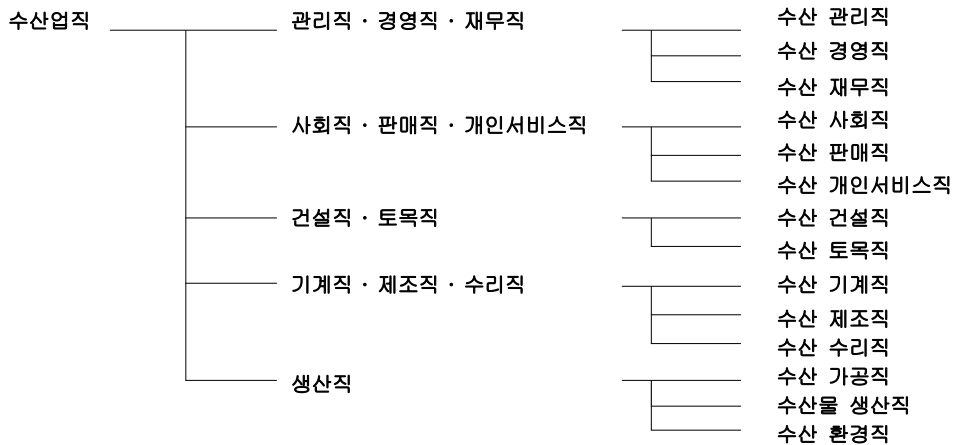 수산업직
관리직 · 경영직 · 재무직
수산 관리직
수산 경영직
수산 재무직
사회직 · 판매직 · 개인서비스직
수산 사회직
수산 판매직
수산 개인서비스직
건설직 · 토목직
수산 건설직
수산 토목직
기계직 · 제조직 · 수리직
수산 기계직
수산 제조직
수산 수리직
생산직
수산 가공직
수산물 생산직
수산 환경직